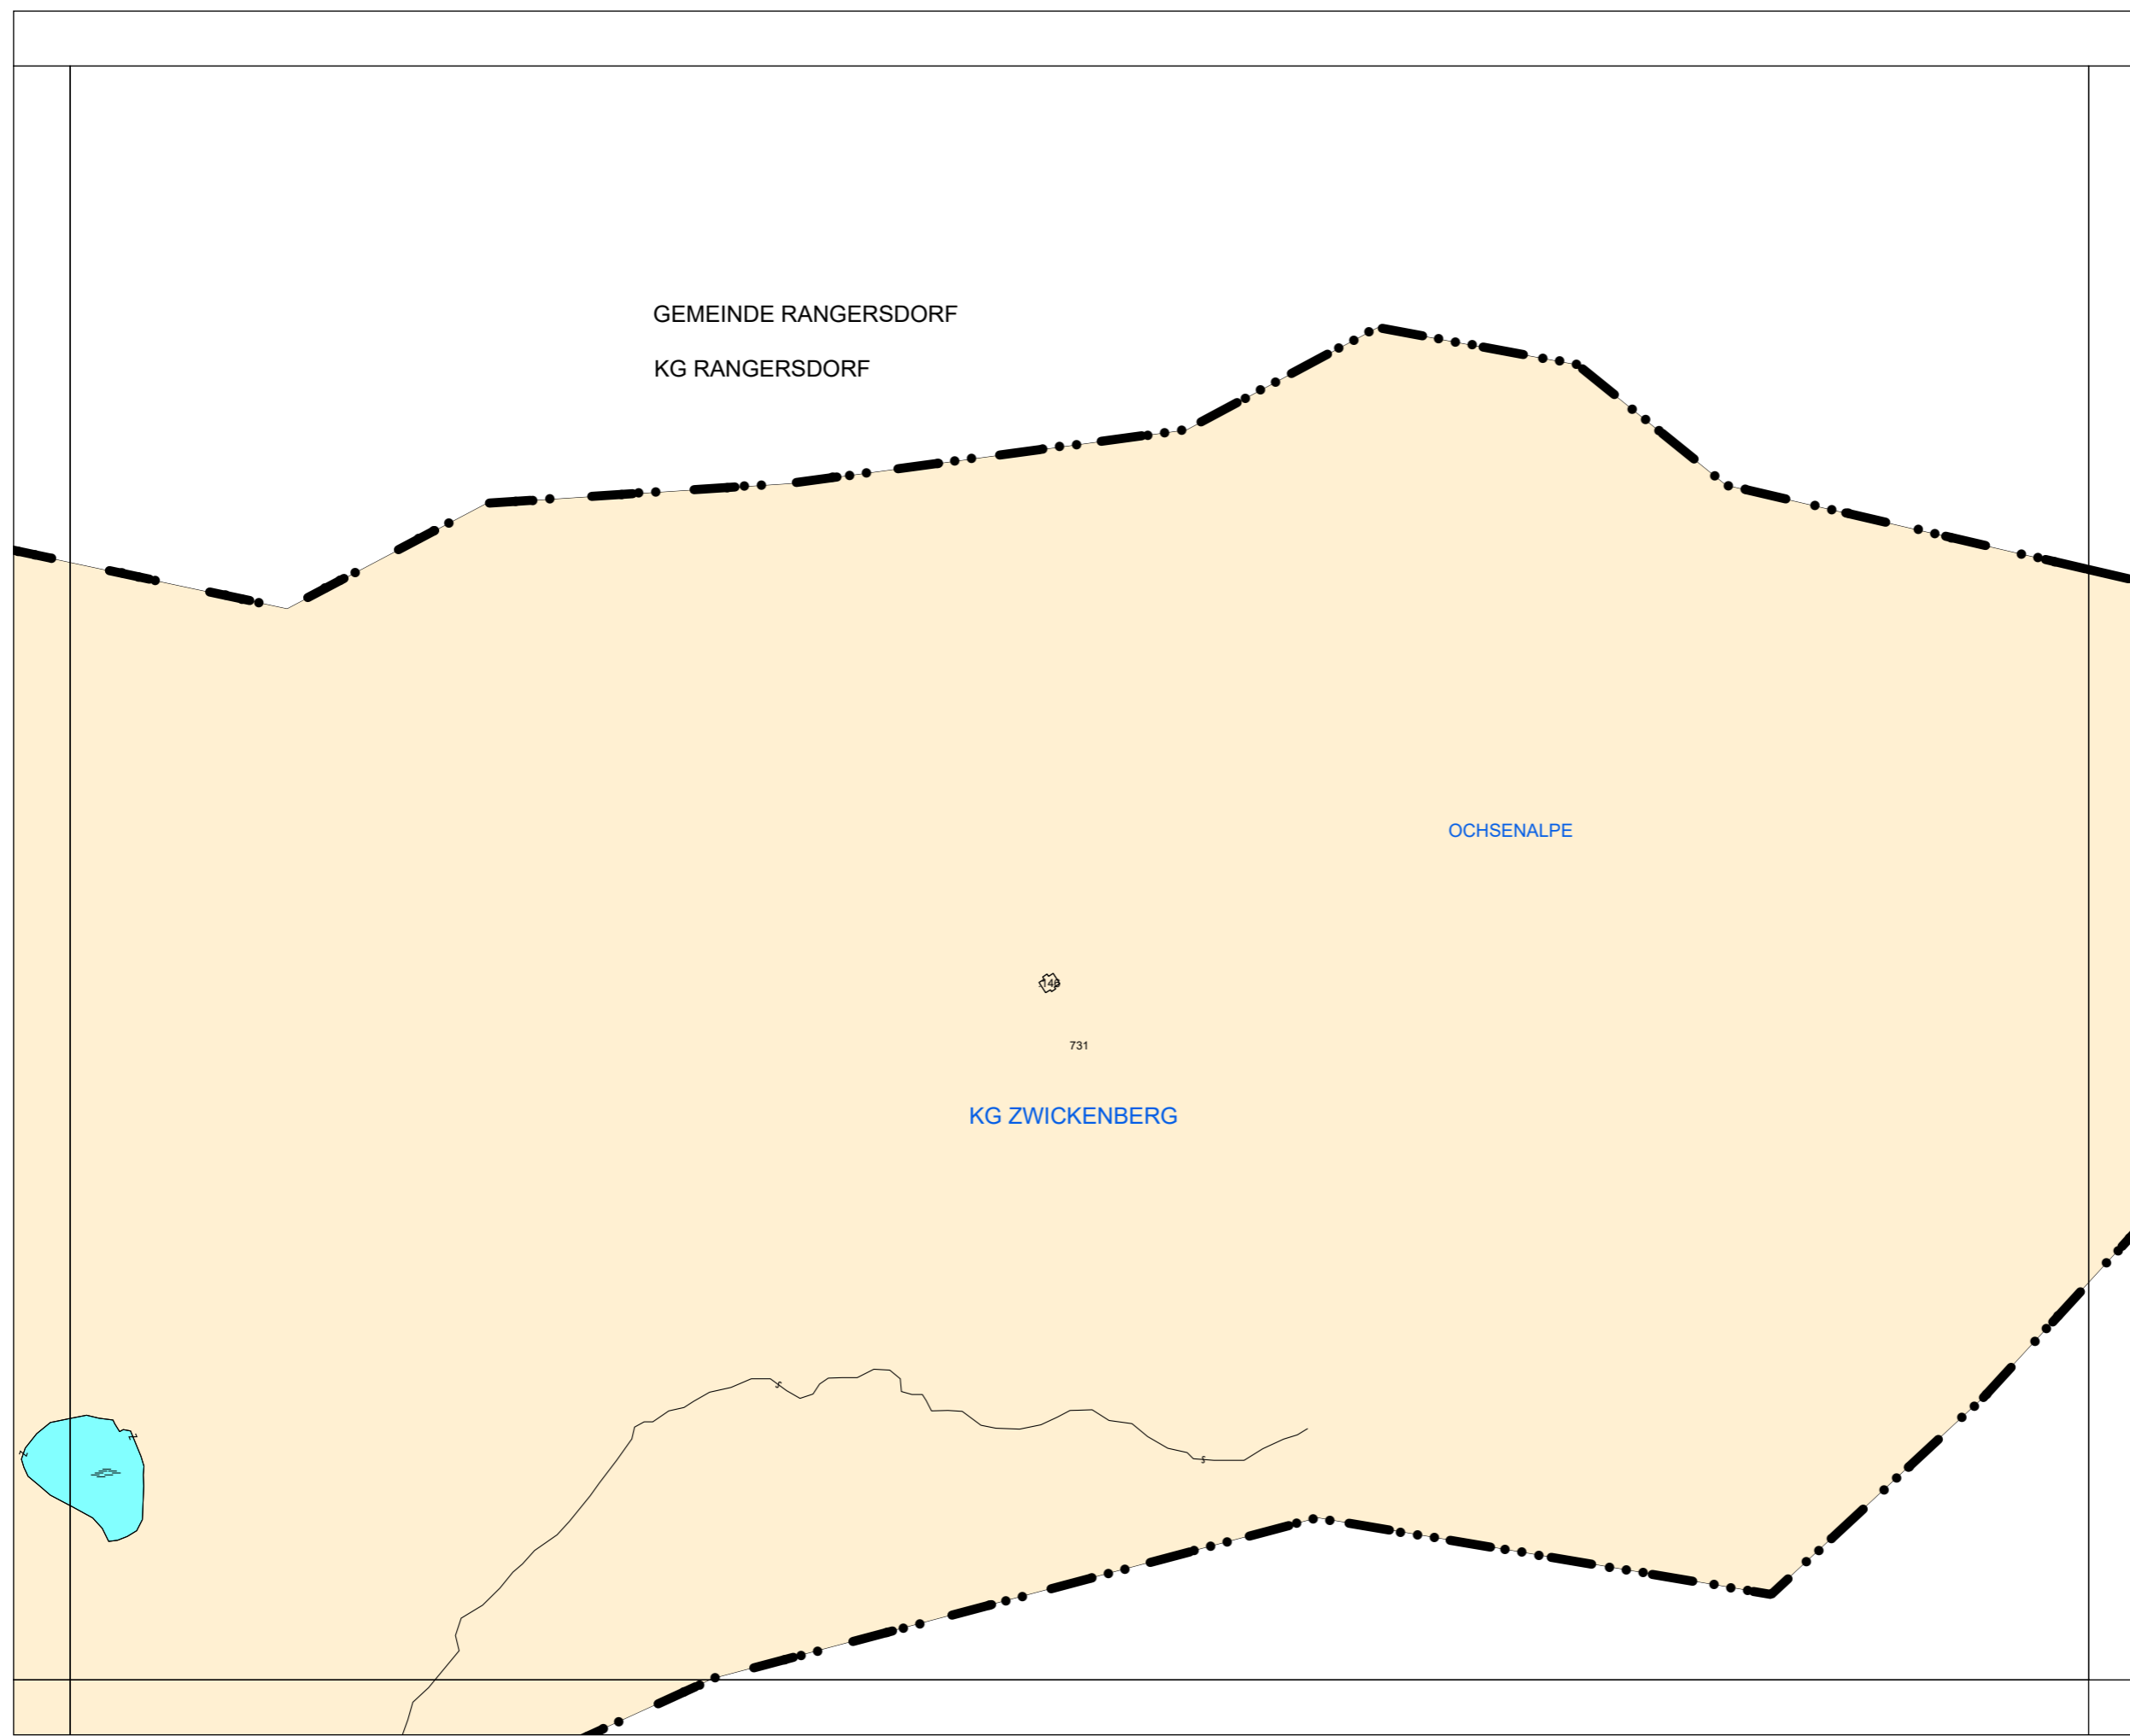 GEMEINDE RANGERSDORF
KG RANGERSDORF
OCHSENALPE
731
KG ZWICKENBERG